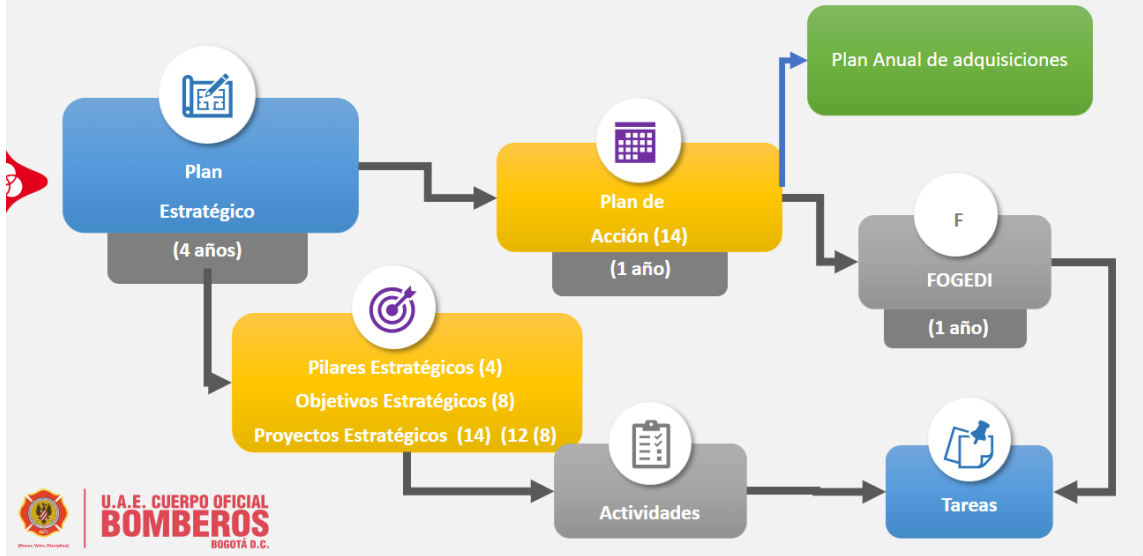 Plan Anual de adquisiciones
Plan
Estratégico
(4 años)
Plan de
Acción (14)
(1 año)
F
FOGEDI
(1 año)
Pilares Estratégicos (4)
Objetivos Estratégicos (8)
Proyectos Estratégicos (14) (12 (8)
Actividades
Tareas
U.A.E. CUERPO OFICIAL
BOMBEROS
BOGOTÁ D.C.